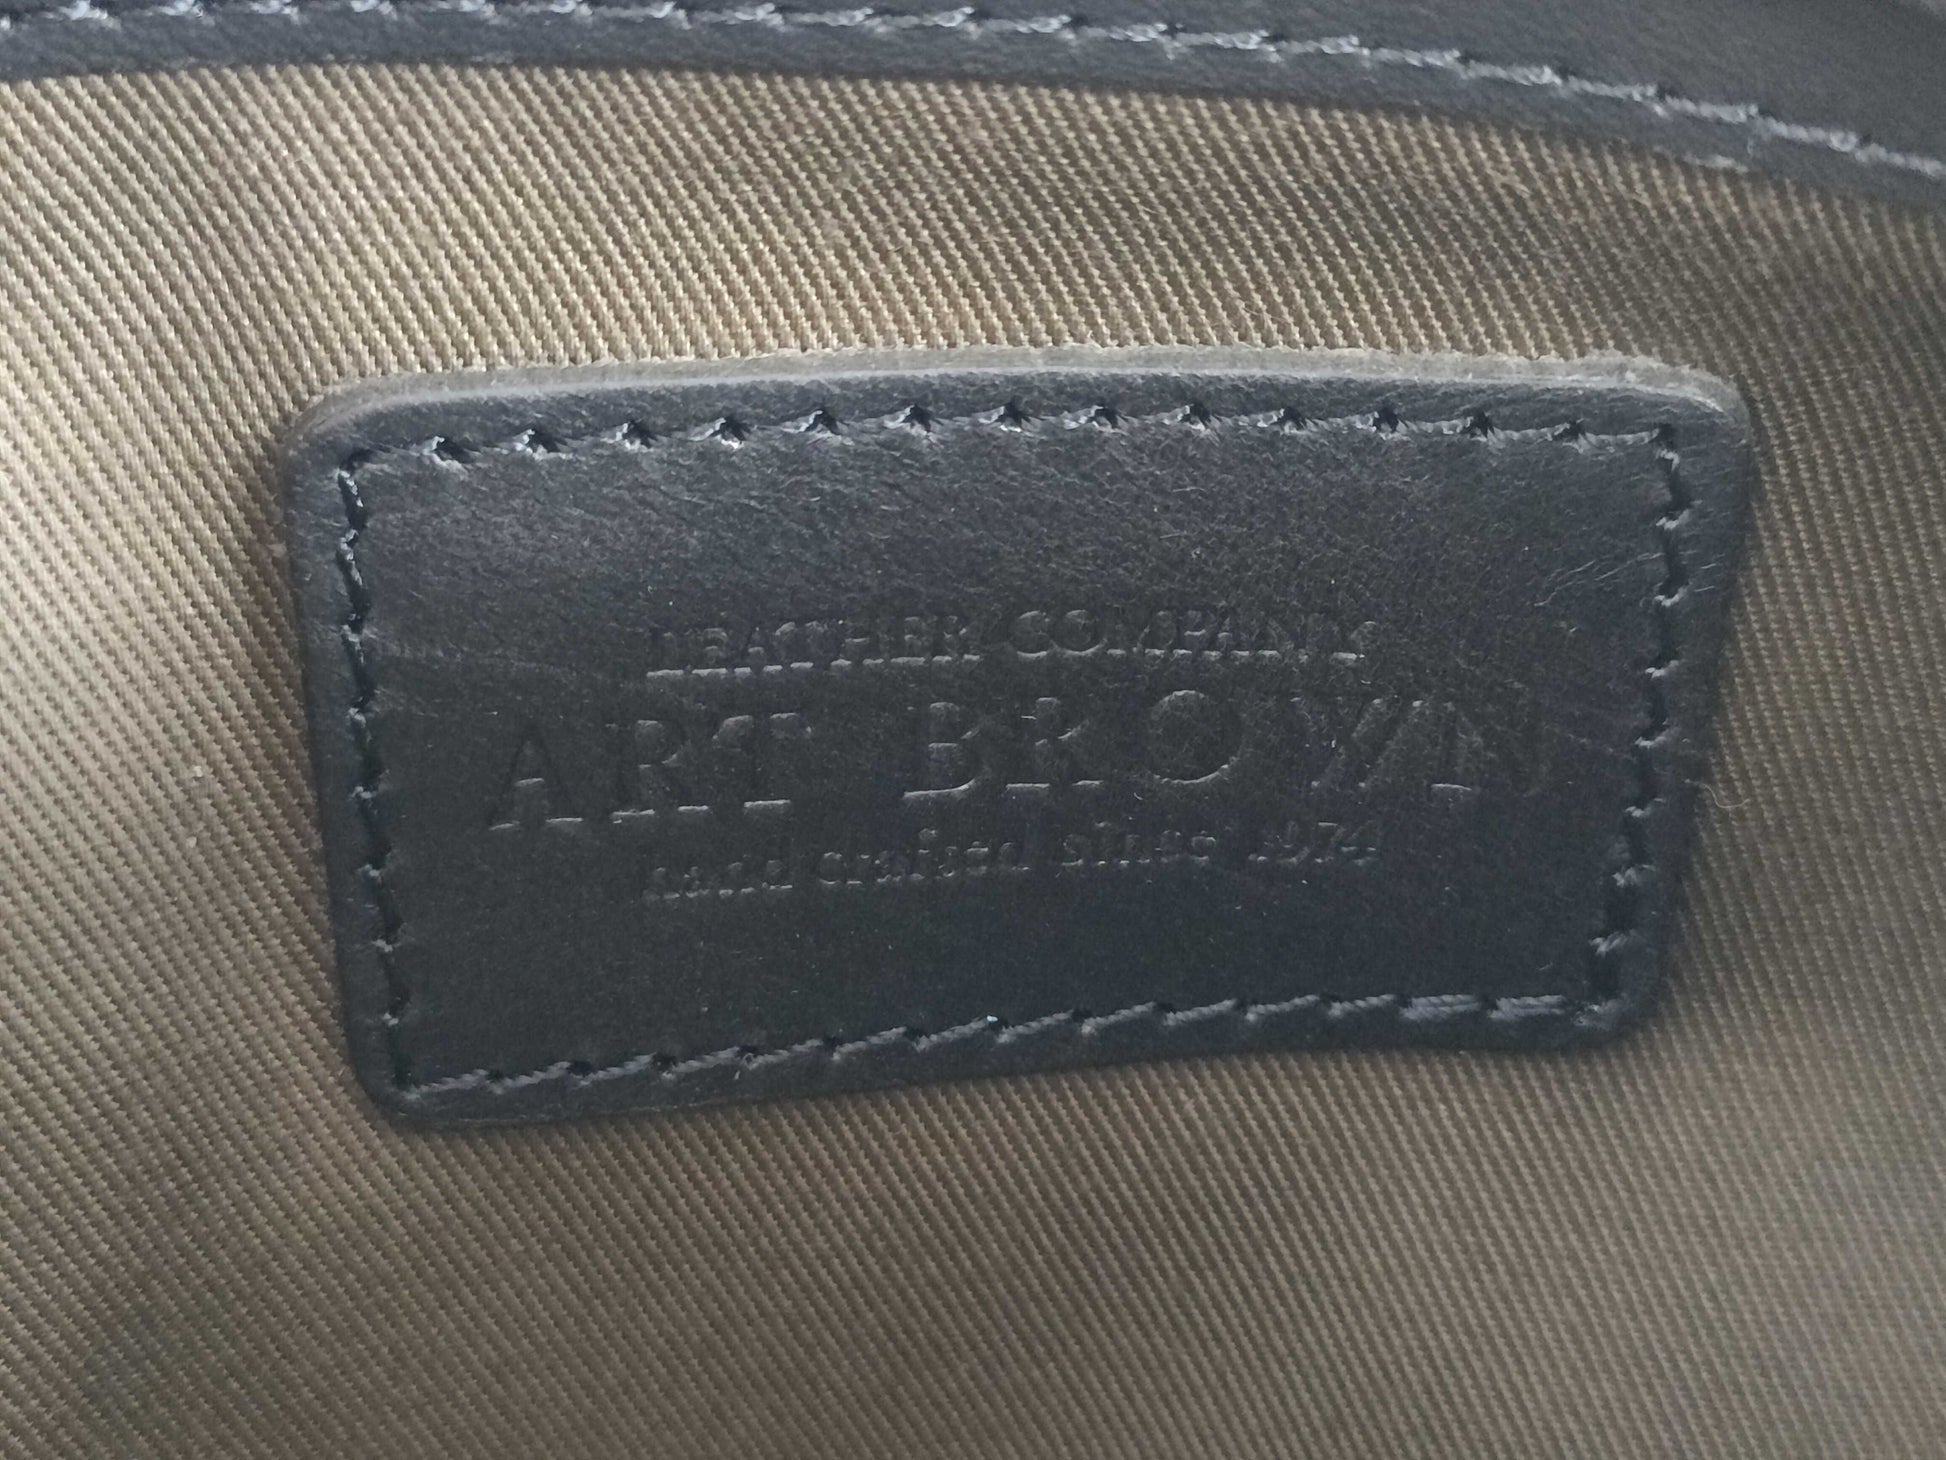 LEATHER COMPANY
ART BROWN
hand crafted since 1974